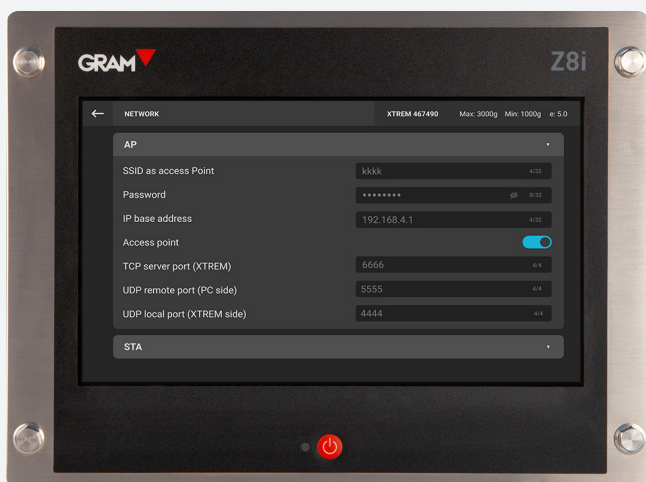 GRAM
Z8i
NETWORK XTREM 467490 Max: 3000g Min: 1000g e: 5.0
AP
SSID as access Point kkkk 4/32
Password •••••••• 8/32
IP base address 192.168.4.1 4/32
Access point
TCP server port (XTREM) 6666 4/4
UDP remote port (PC side) 5555 4/4
UDP local port (XTREM side) 4444 4/4
STA